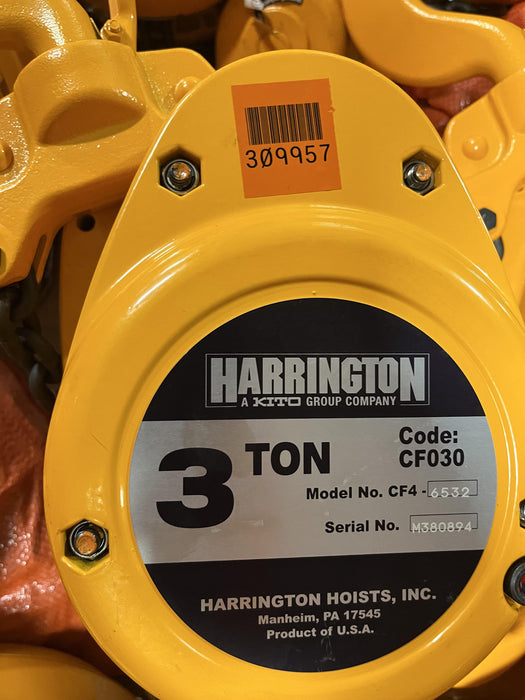 309957
HARRINGTON
A KITO GROUP COMPANY
3 TON
Code:
CF030
Model No. CF4 - 6532
Serial No. M380894
HARRINGTON HOISTS, INC.
Manheim, PA 17545
Product of U.S.A.